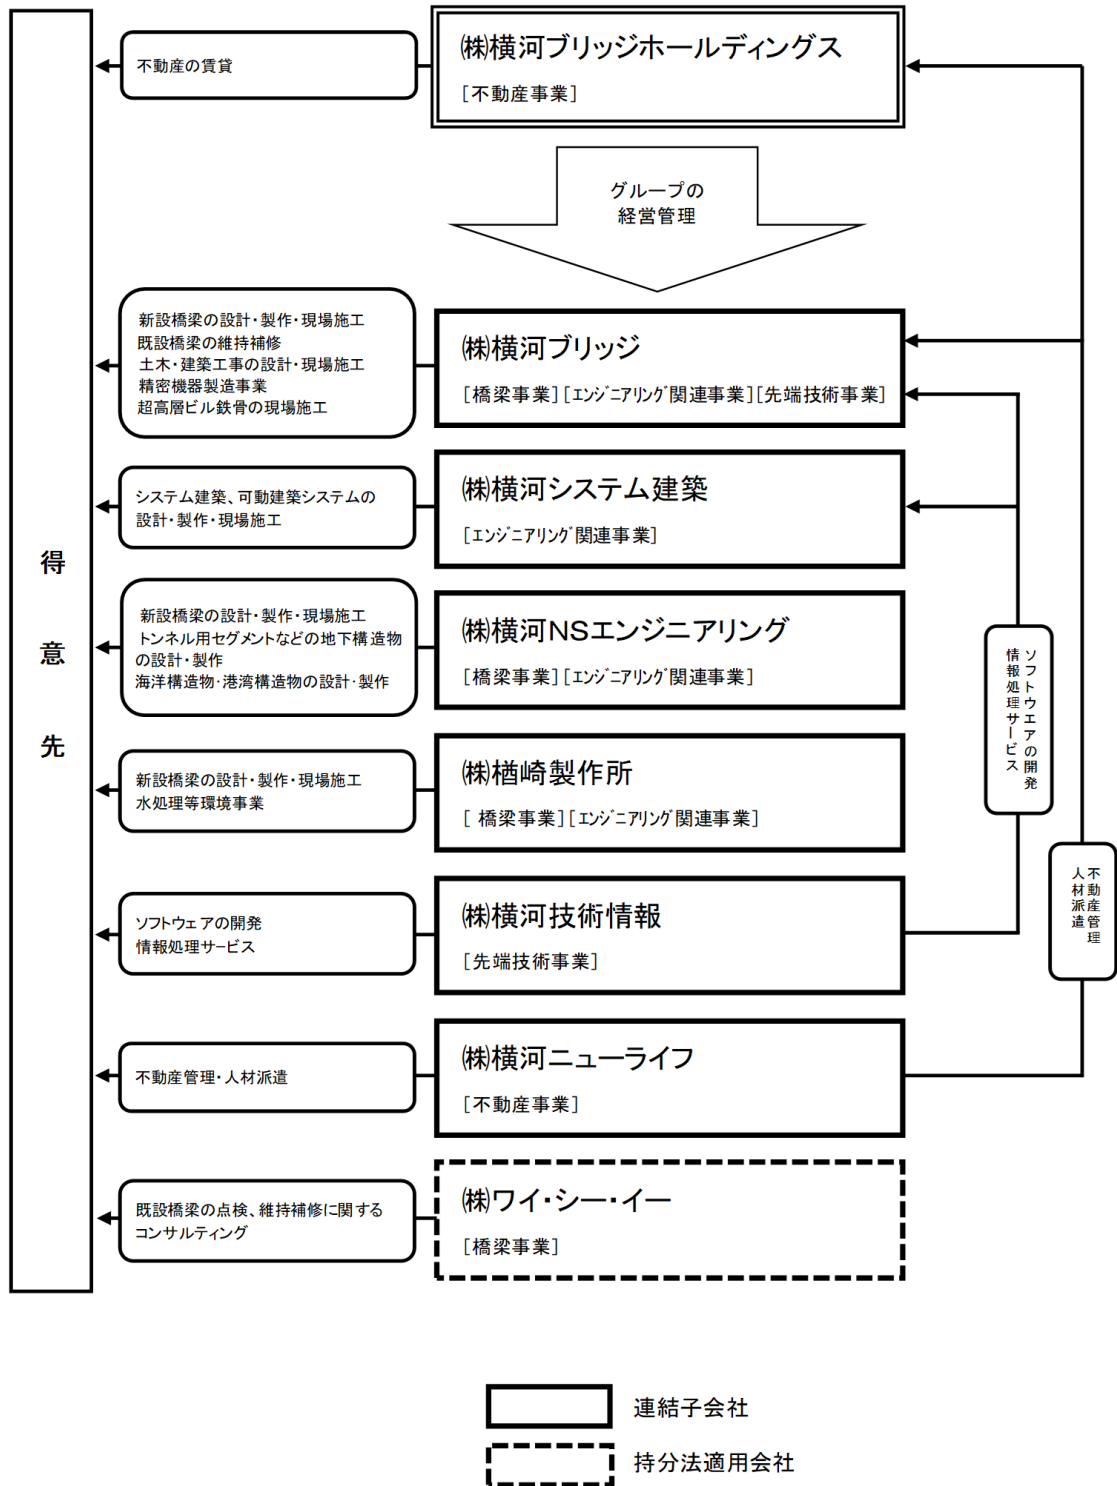 得意先
不動産の賃貸
㈱横河ブリッジホールディングス
[不動産事業]
グループの
経営管理
新設橋梁の設計・製作・現場施工
既設橋梁の維持補修
土木・建築工事の設計・現場施工
精密機器製造事業
超高層ビル鉄骨の現場施工
㈱横河ブリッジ
[橋梁事業][ｴﾝｼﾞﾆｱﾘﾝｸﾞ関連事業][先端技術事業]
システム建築、可動建築システムの
設計・製作・現場施工
㈱横河システム建築
[ｴﾝｼﾞﾆｱﾘﾝｸﾞ関連事業]
新設橋梁の設計・製作・現場施工
トンネル用セグメントなどの地下構造物
の設計・製作
海洋構造物･港湾構造物の設計･製作
㈱横河NSエンジニアリング
[橋梁事業][ｴﾝｼﾞﾆｱﾘﾝｸﾞ関連事業]
新設橋梁の設計・製作・現場施工
水処理等環境事業
㈱楢崎製作所
[ 橋梁事業][ｴﾝｼﾞﾆｱﾘﾝｸﾞ関連事業]
ソフトウェアの開発
情報処理サービス
㈱横河技術情報
[先端技術事業]
不動産管理・人材派遣
㈱横河ニューライフ
[不動産事業]
既設橋梁の点検、維持補修に関する
コンサルティング
㈱ワイ・シー・イー
[橋梁事業]
ソフトウエアの開発
情報処理サービス
不動産管理
人材派遣
連結子会社
持分法適用会社